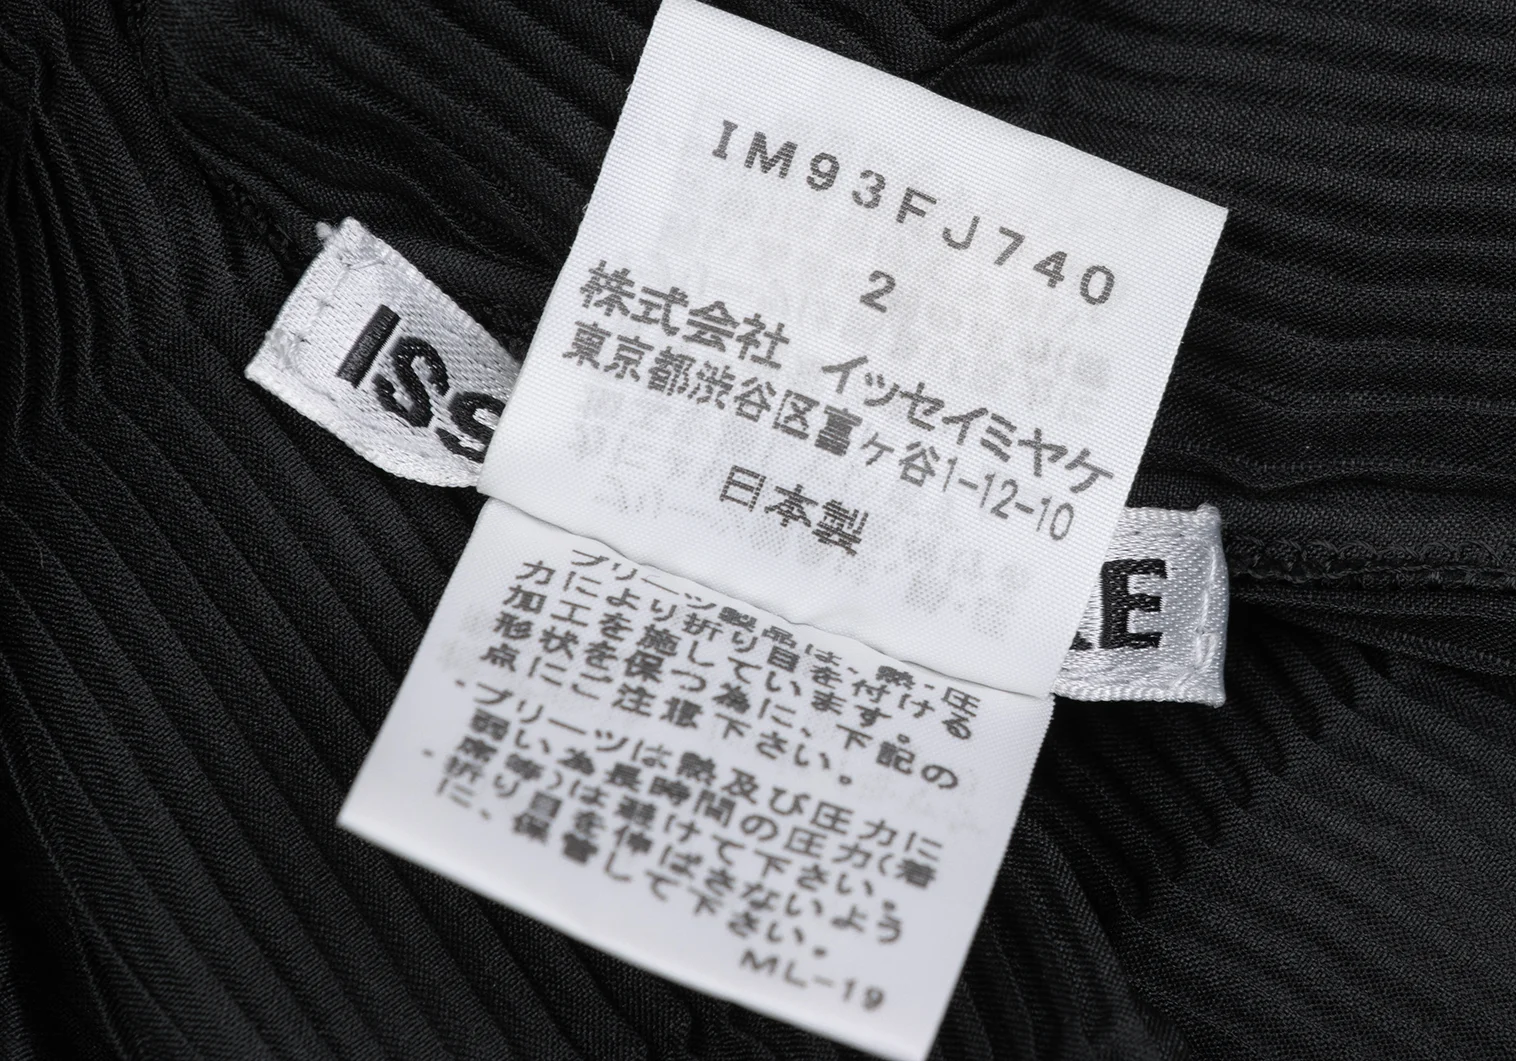 IM93FJ740
2
株式会社 イッセイミヤケ
東京都渋谷区富ヶ谷1-12-10
日本製
プリーツ製品は、熱・圧
力により折り目を付ける
加工を施しています。
形状を保つ為に、下記の
点にご注意下さい。
・プリーツは熱及び圧力に
弱い為長時間の圧力(着
席等)は避けて下さい。
・折り目を伸ばさないよう
に、保管して下さい。
ML-19
ISS
KE